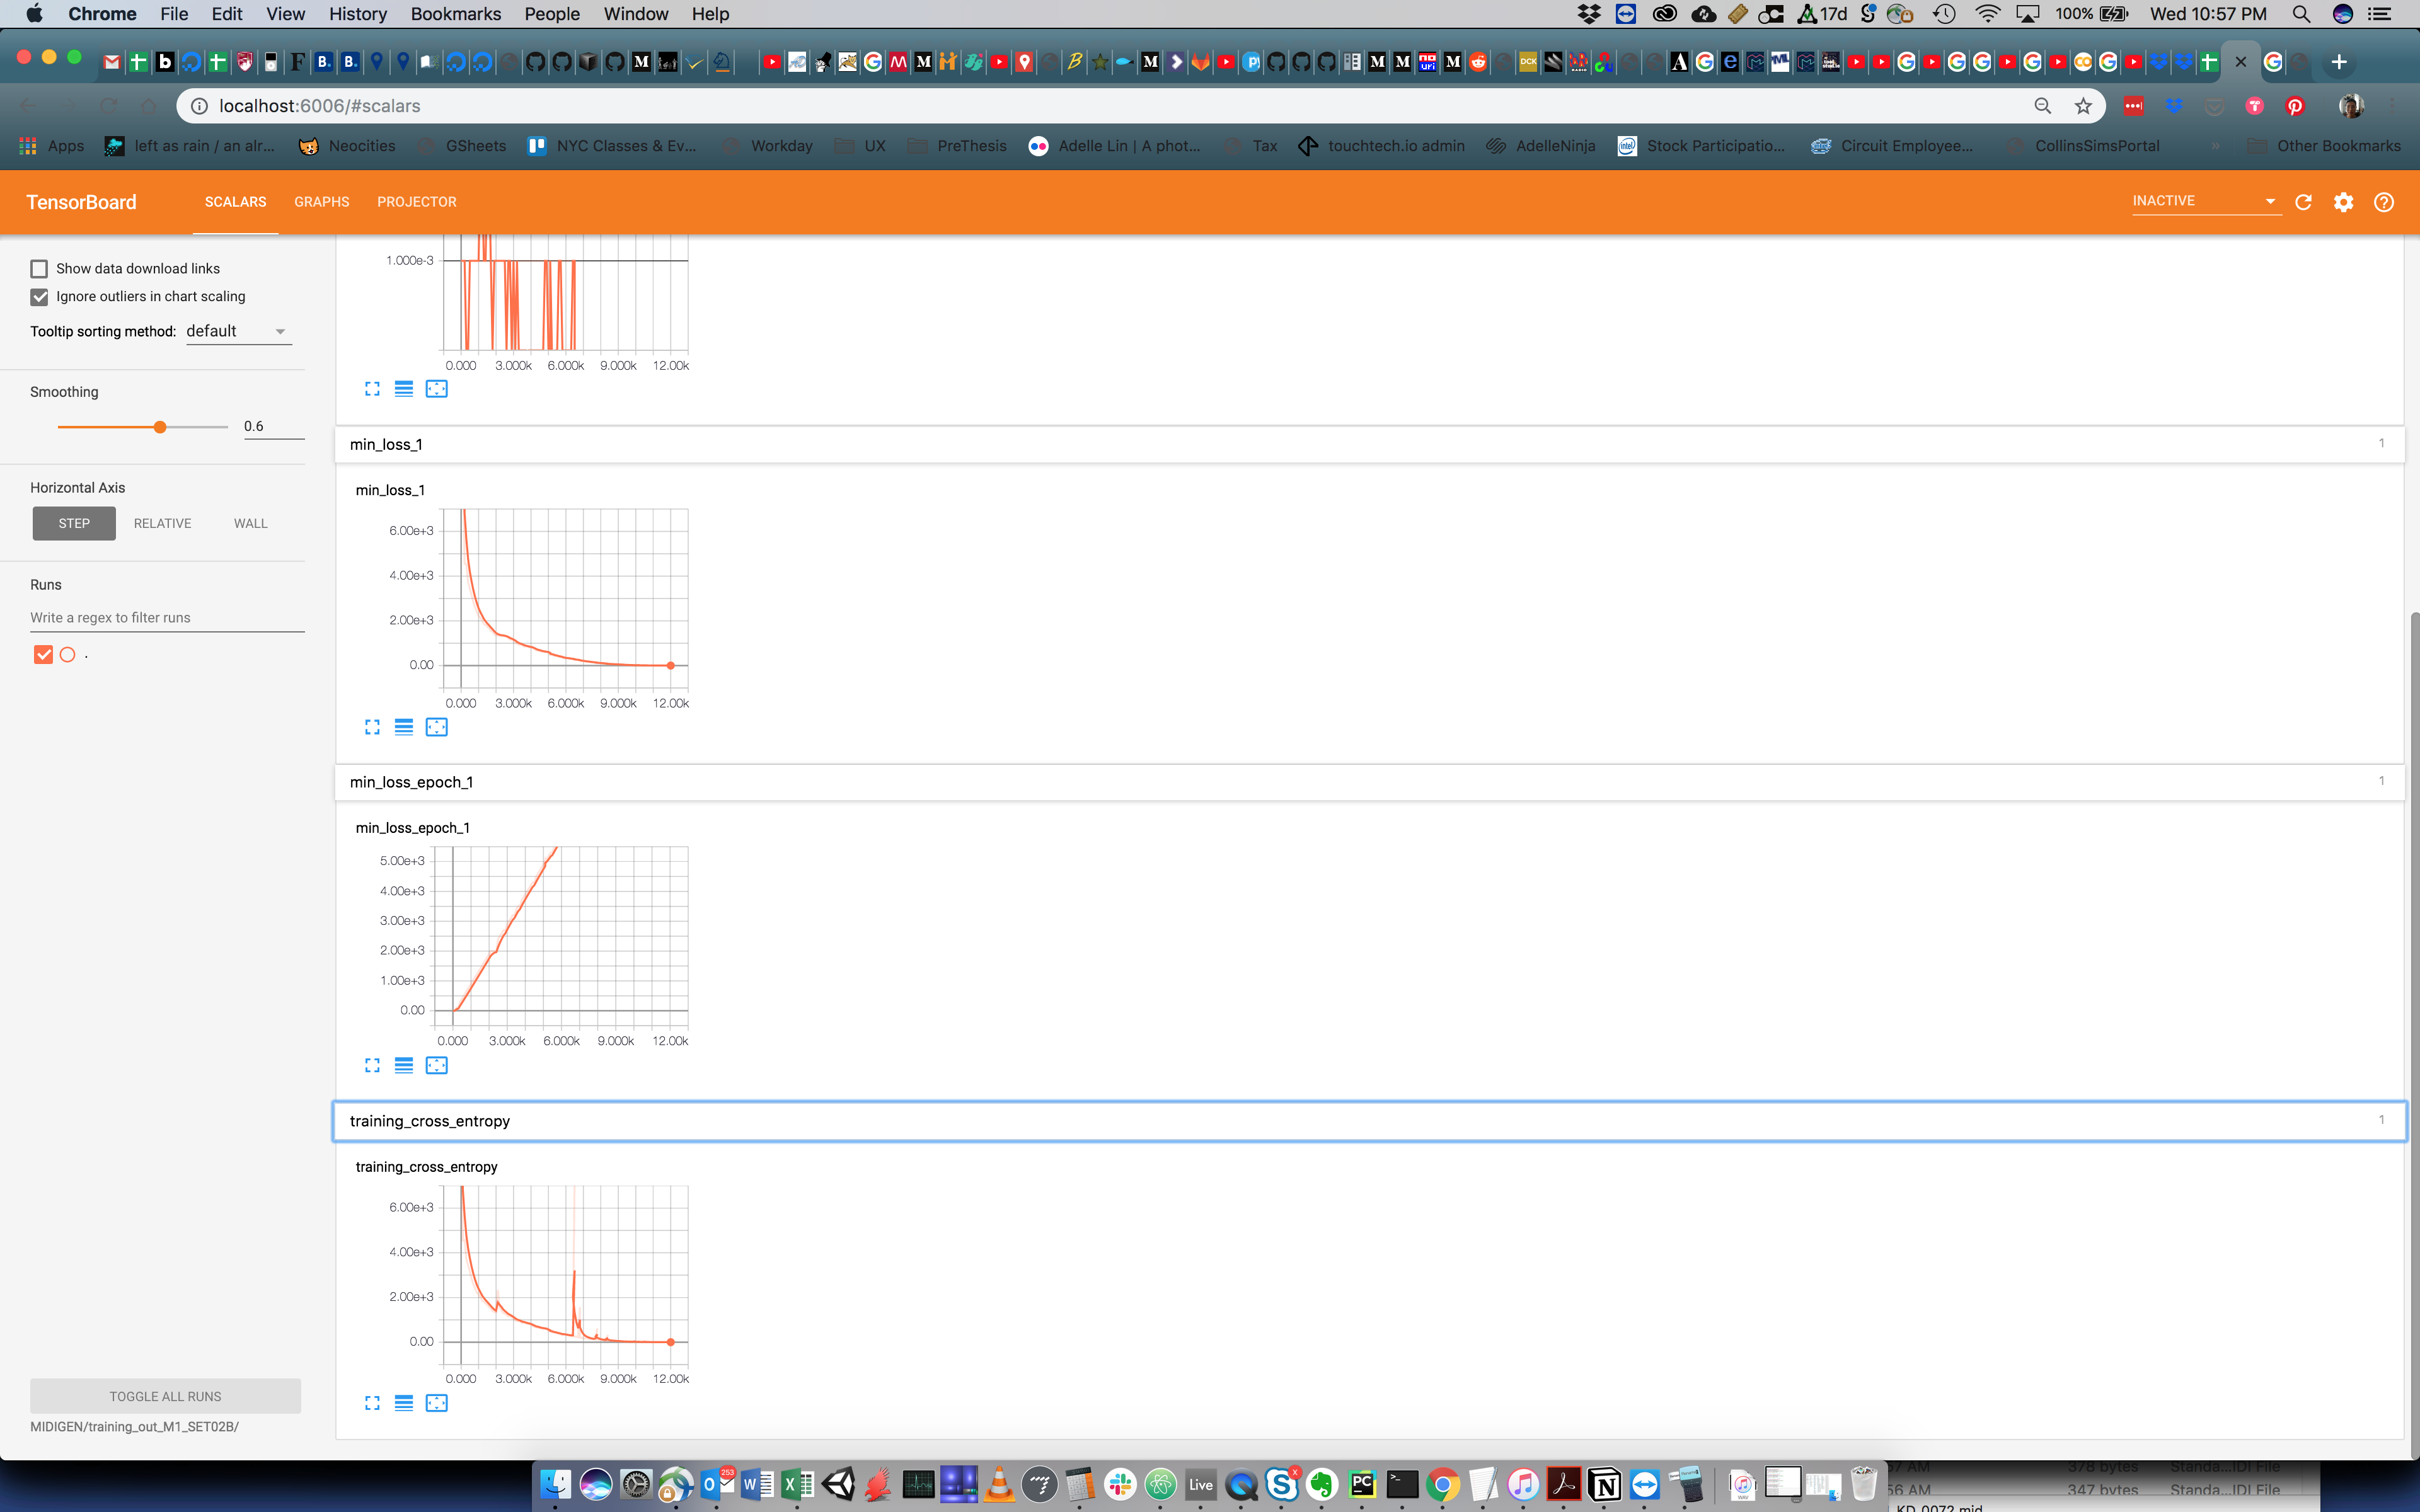 Chrome File Edit View History Bookmarks People Window Help 17d 100% Wed 10:57 PM
localhost:6006/#scalars
Apps left as rain / an alr... Neocities GSheets NYC Classes & Ev... Workday UX PreThesis Adelle Lin | A phot... Tax touchtech.io admin AdelleNinja Stock Participatio... Circuit Employee... CollinsSimsPortal » Other Bookmarks
TensorBoard SCALARS GRAPHS PROJECTOR INACTIVE
Show data download links
Ignore outliers in chart scaling
Tooltip sorting method: default
Smoothing
0.6
Horizontal Axis
STEP RELATIVE WALL
Runs
Write a regex to filter runs
.
TOGGLE ALL RUNS
MIDIGEN/training_out_M1_SET02B/
1.000e-3
0.000 3.000k 6.000k 9.000k 12.00k
min_loss_1 1
min_loss_1
6.00e+3
4.00e+3
2.00e+3
0.00
0.000 3.000k 6.000k 9.000k 12.00k
min_loss_epoch_1 1
min_loss_epoch_1
5.00e+3
4.00e+3
3.00e+3
2.00e+3
1.00e+3
0.00
0.000 3.000k 6.000k 9.000k 12.00k
training_cross_entropy 1
training_cross_entropy
6.00e+3
4.00e+3
2.00e+3
0.00
0.000 3.000k 6.000k 9.000k 12.00k
253
Live
PC
7 AM 378 bytes Standa...IDI File
56 AM 347 bytes Standa...IDI File
KD_0072.mid